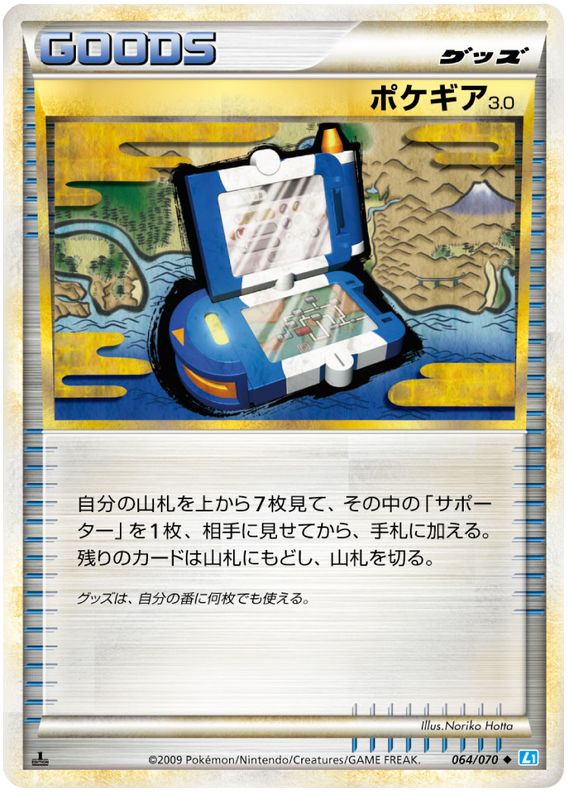 GOODS
グッズ
ポケギア3.0
自分の山札を上から7枚見て、その中の「サポー
ター」を1枚、相手に見せてから、手札に加える。
残りのカードは山札にもどし、山札を切る。
グッズは、自分の番に何枚でも使える。
Illus.Noriko Hotta
1
EDITION
©2009 Pokémon/Nintendo/Creatures/GAME FREAK.
064/070 ◆ L1